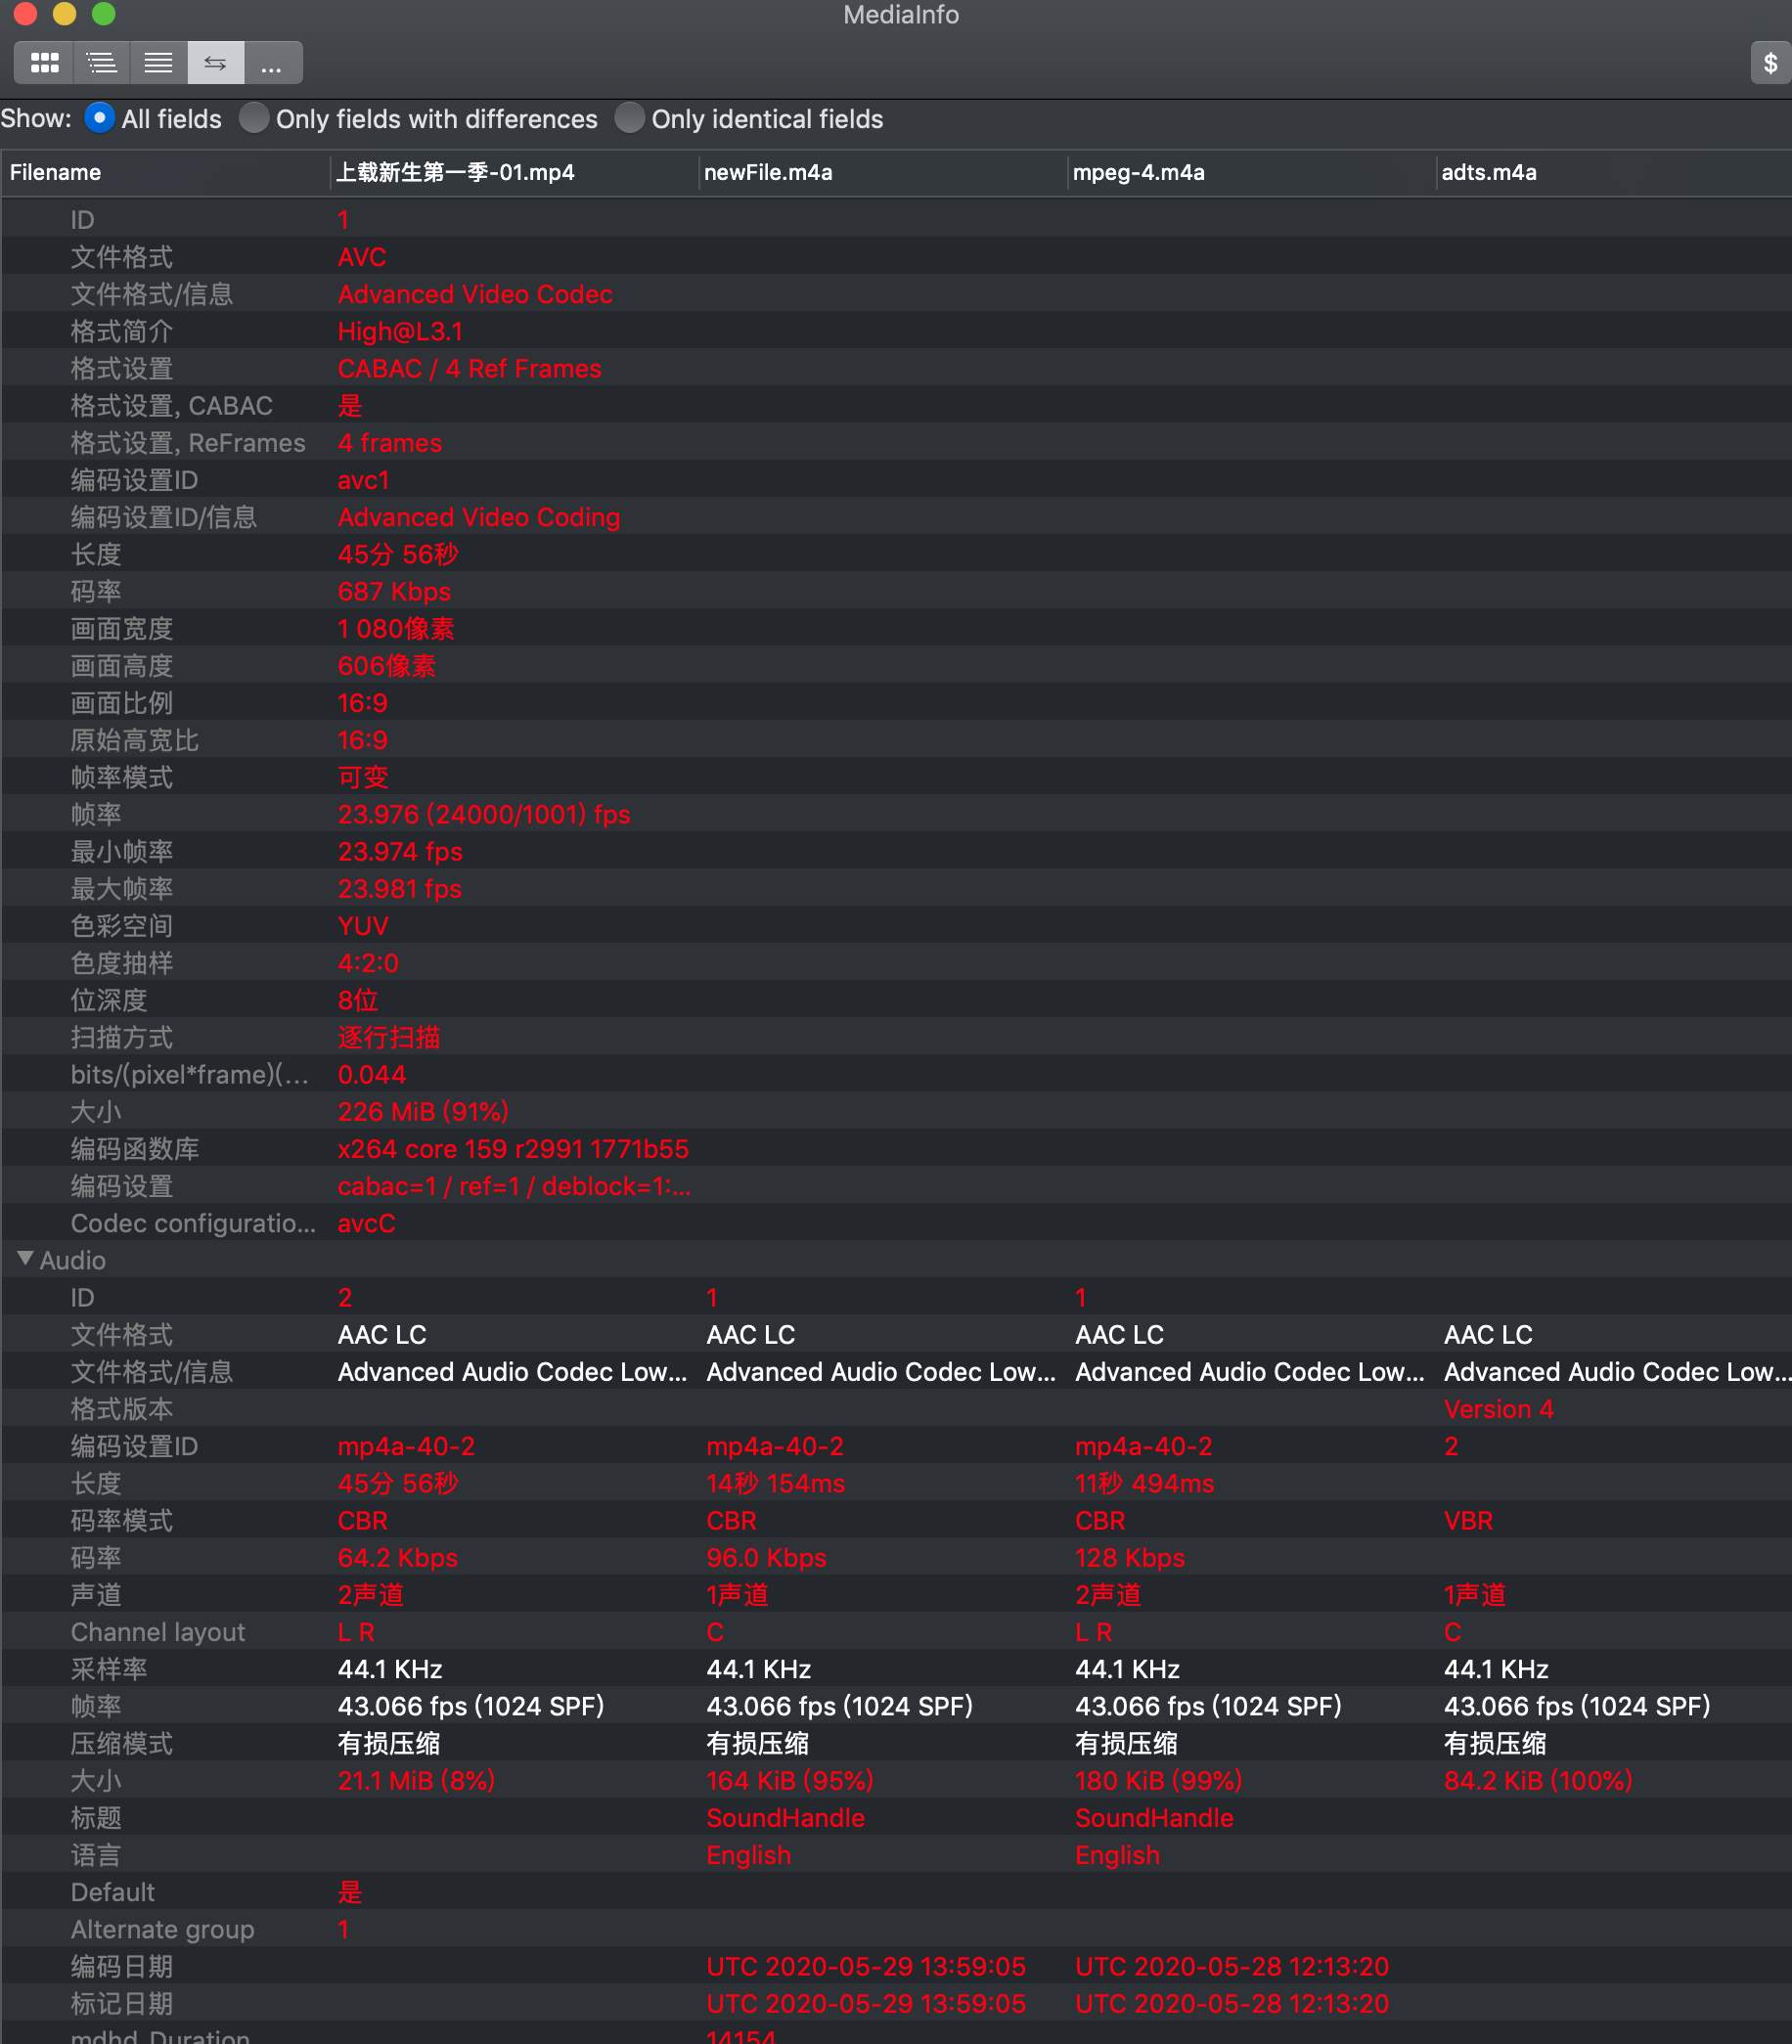 MediaInfo
...
$
Show: All fields Only fields with differences Only identical fields
Filename 上载新生第一季-01.mp4 newFile.m4a mpeg-4.m4a adts.m4a
ID 1
文件格式 AVC
文件格式/信息 Advanced Video Codec
格式简介 High@L3.1
格式设置 CABAC / 4 Ref Frames
格式设置, CABAC 是
格式设置, ReFrames 4 frames
编码设置ID avc1
编码设置ID/信息 Advanced Video Coding
长度 45分 56秒
码率 687 Kbps
画面宽度 1 080像素
画面高度 606像素
画面比例 16:9
原始高宽比 16:9
帧率模式 可变
帧率 23.976 (24000/1001) fps
最小帧率 23.974 fps
最大帧率 23.981 fps
色彩空间 YUV
色度抽样 4:2:0
位深度 8位
扫描方式 逐行扫描
bits/(pixel*frame)(... 0.044
大小 226 MiB (91%)
编码函数库 x264 core 159 r2991 1771b55
编码设置 cabac=1 / ref=1 / deblock=1:...
Codec configuratio... avcC
Audio
ID 2 1 1
文件格式 AAC LC AAC LC AAC LC AAC LC
文件格式/信息 Advanced Audio Codec Low... Advanced Audio Codec Low... Advanced Audio Codec Low... Advanced Audio Codec Low...
格式版本 Version 4
编码设置ID mp4a-40-2 mp4a-40-2 mp4a-40-2 2
长度 45分 56秒 14秒 154ms 11秒 494ms
码率模式 CBR CBR CBR VBR
码率 64.2 Kbps 96.0 Kbps 128 Kbps
声道 2声道 1声道 2声道 1声道
Channel layout L R C L R C
采样率 44.1 KHz 44.1 KHz 44.1 KHz 44.1 KHz
帧率 43.066 fps (1024 SPF) 43.066 fps (1024 SPF) 43.066 fps (1024 SPF) 43.066 fps (1024 SPF)
压缩模式 有损压缩 有损压缩 有损压缩 有损压缩
大小 21.1 MiB (8%) 164 KiB (95%) 180 KiB (99%) 84.2 KiB (100%)
标题 SoundHandle SoundHandle
语言 English English
Default 是
Alternate group 1
编码日期 UTC 2020-05-29 13:59:05 UTC 2020-05-28 12:13:20
标记日期 UTC 2020-05-29 13:59:05 UTC 2020-05-28 12:13:20
mdhd_Duration 14154